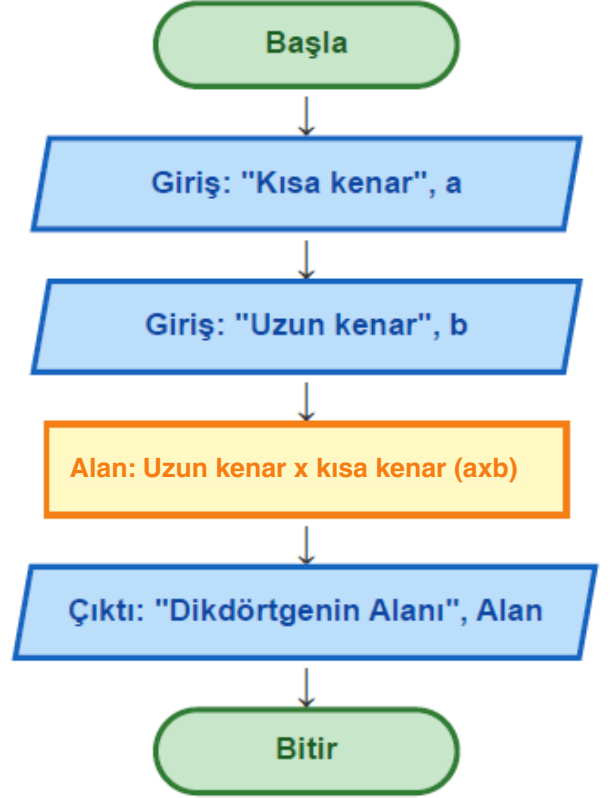 Başla
Giriş: "Kısa kenar", a
Giriş: "Uzun kenar", b
Alan: Uzun kenar x kısa kenar (axb)
Çıktı: "Dikdörtgenin Alanı", Alan
Bitir